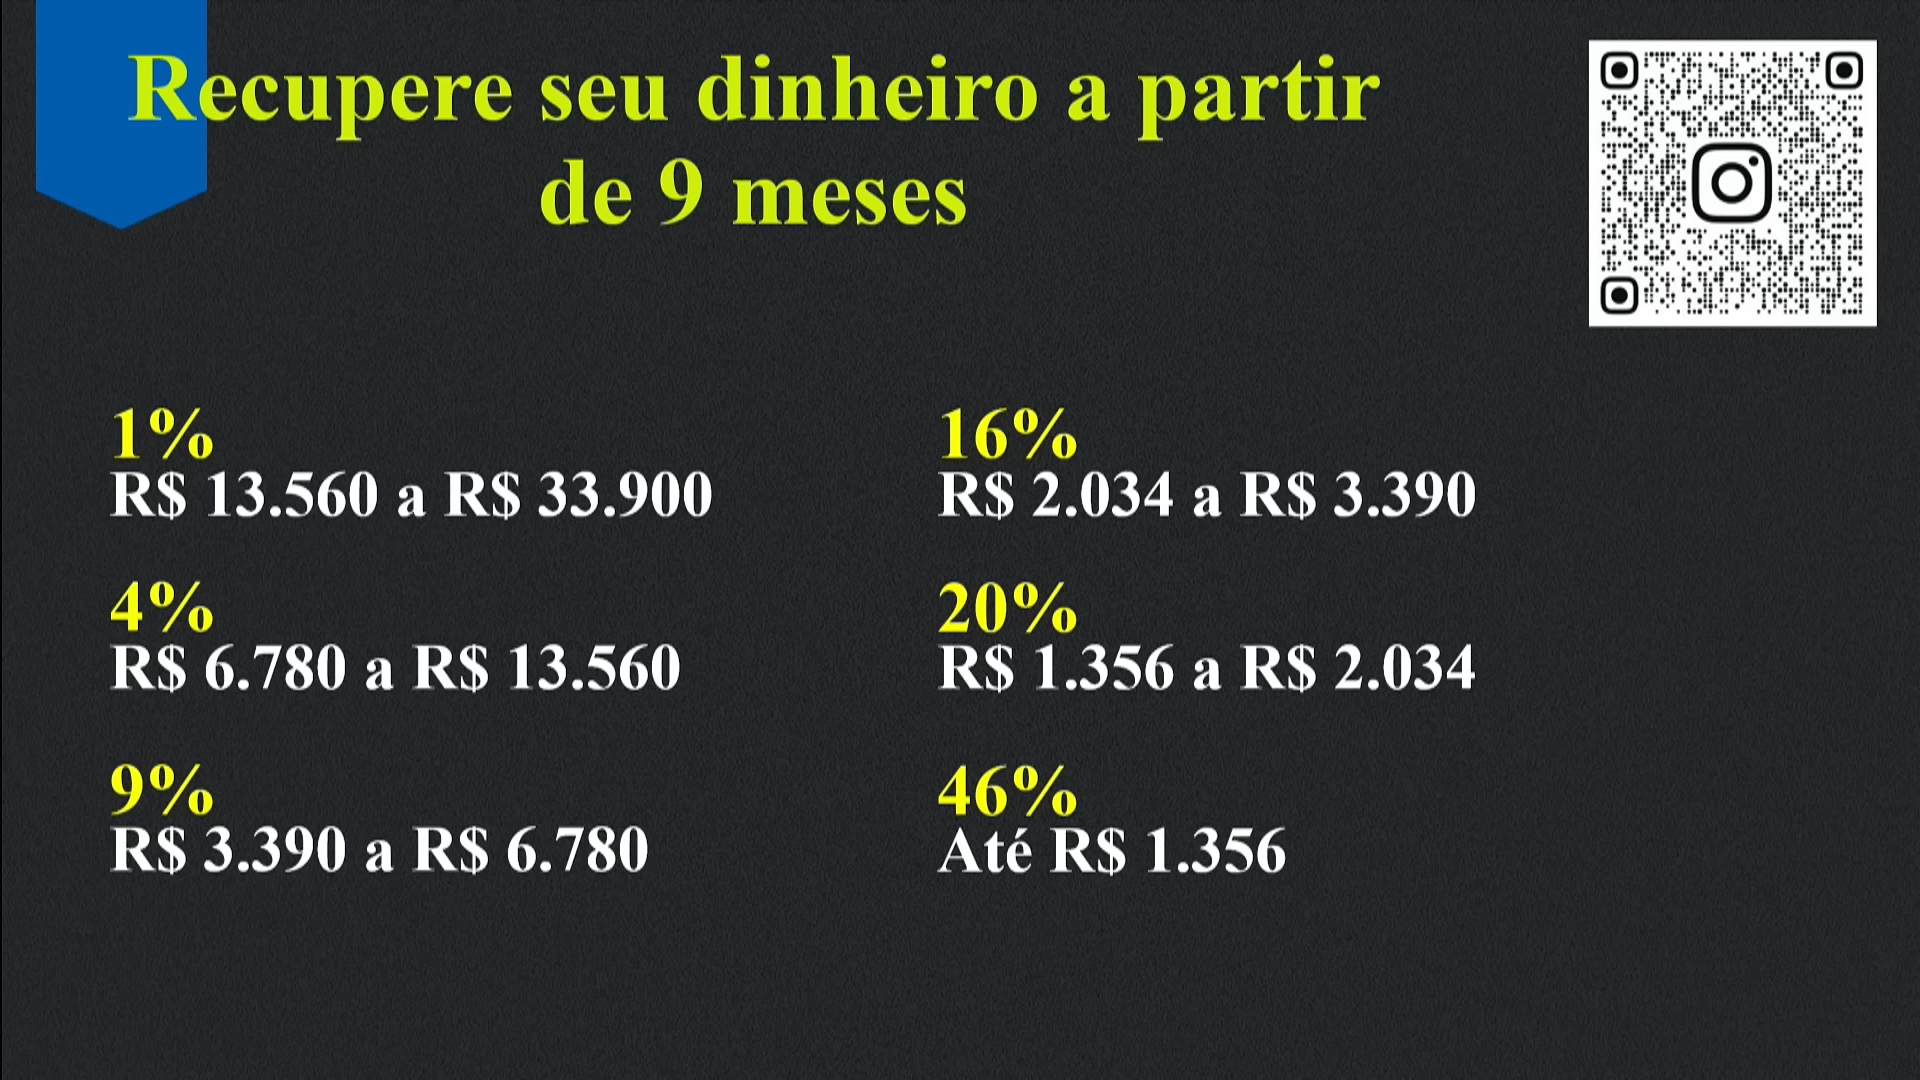 Recupere seu dinheiro a partir
de 9 meses
1%
R$ 13.560 a R$ 33.900
4%
R$ 6.780 a R$ 13.560
9%
R$ 3.390 a R$ 6.780
16%
R$ 2.034 a R$ 3.390
20%
R$ 1.356 a R$ 2.034
46%
Até R$ 1.356